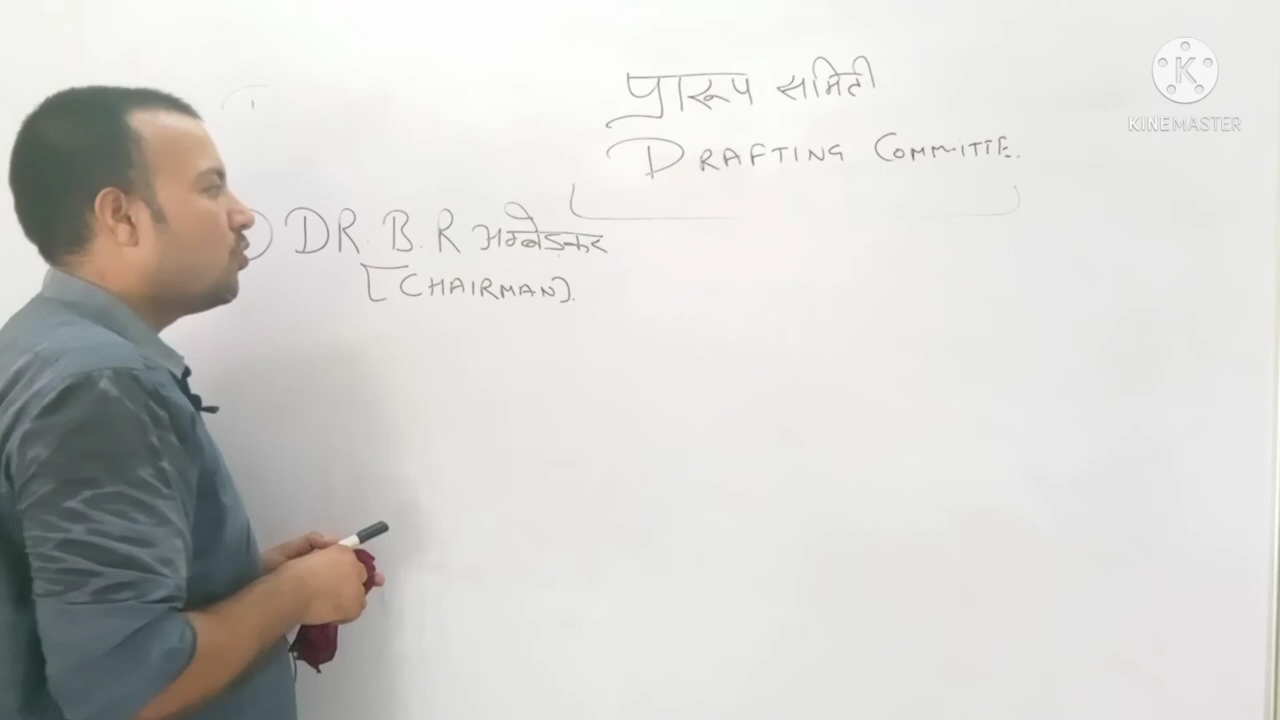 प्रारूप समिती
DRAFTING COMMITTE.
DR. B. R अम्बेडकर
[CHAIRMAN].
K
KINEMASTER